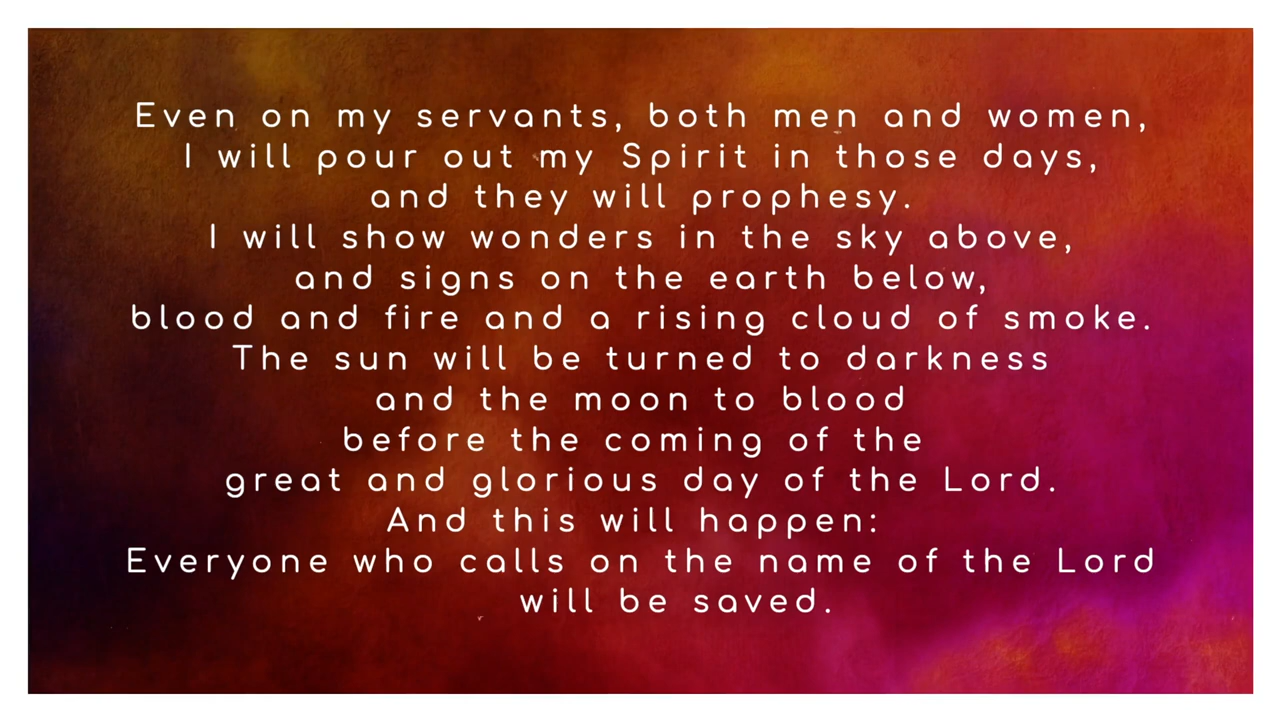 Even on my servants, both men and women,
I will pour out my Spirit in those days,
and they will prophesy.
I will show wonders in the sky above,
and signs on the earth below,
blood and fire and a rising cloud of smoke.
The sun will be turned to darkness
and the moon to blood
before the coming of the
great and glorious day of the Lord.
And this will happen:
Everyone who calls on the name of the Lord
will be saved.